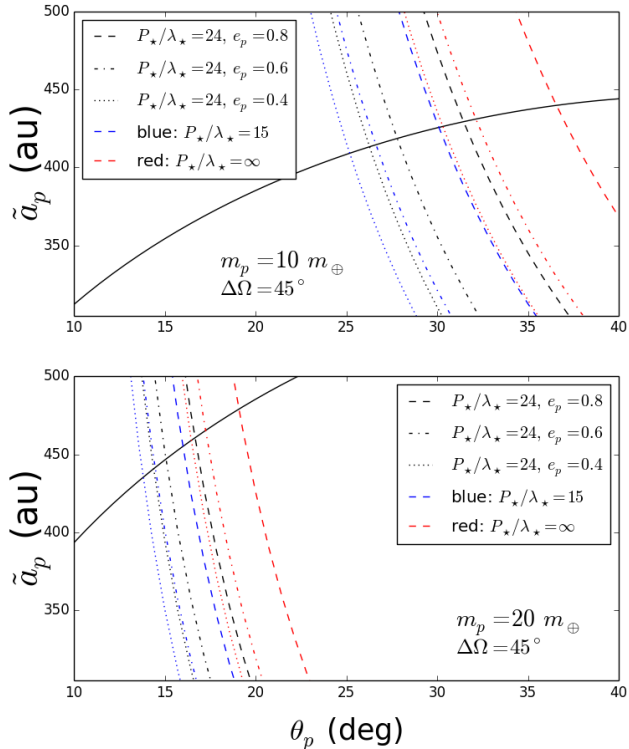 500
450
400
350
ã_p (au)
P⋆/λ⋆=24, e_p=0.8
P⋆/λ⋆=24, e_p=0.6
P⋆/λ⋆=24, e_p=0.4
blue: P⋆/λ⋆=15
red: P⋆/λ⋆=∞
m_p=10 m⊕
ΔΩ=45°
10 15 20 25 30 35 40
500
450
400
350
ã_p (au)
P⋆/λ⋆=24, e_p=0.8
P⋆/λ⋆=24, e_p=0.6
P⋆/λ⋆=24, e_p=0.4
blue: P⋆/λ⋆=15
red: P⋆/λ⋆=∞
m_p=20 m⊕
ΔΩ=45°
10 15 20 25 30 35 40
θ_p (deg)